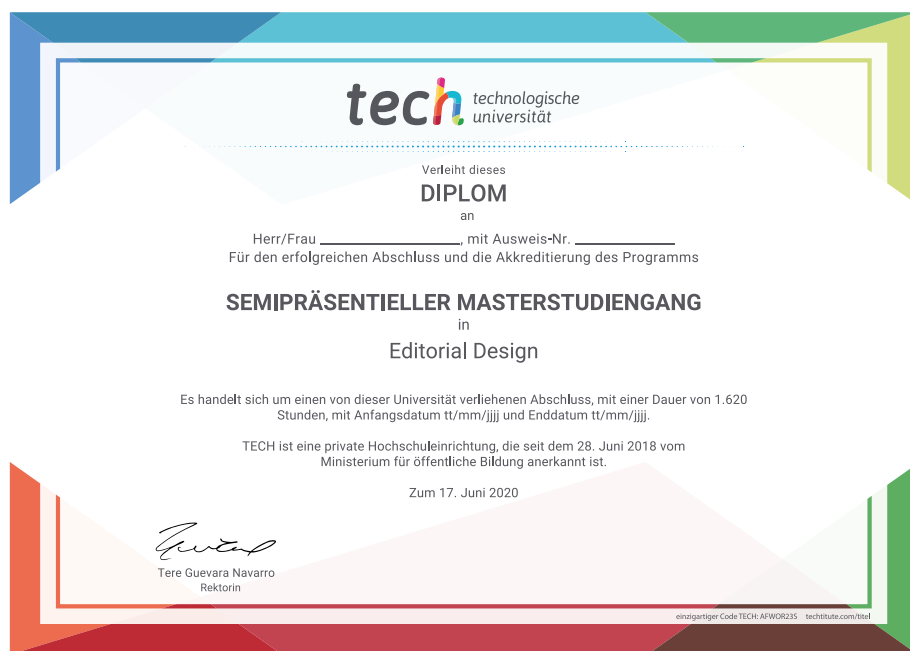 tech technologische
universität
Verleiht dieses
DIPLOM
an
Herr/Frau ____________________, mit Ausweis-Nr. __________________
Für den erfolgreichen Abschluss und die Akkreditierung des Programms
SEMIPRÄSENTIELLER MASTERSTUDIENGANG
in
Editorial Design
Es handelt sich um einen von dieser Universität verliehenen Abschluss, mit einer Dauer von 1.620
Stunden, mit Anfangsdatum tt/mm/jjjj und Enddatum tt/mm/jjjj.
TECH ist eine private Hochschuleinrichtung, die seit dem 28. Juni 2018 vom
Ministerium für öffentliche Bildung anerkannt ist.
Zum 17. Juni 2020
Tere Guevara Navarro
Rektorin
einzigartiger Code TECH: AFWOR23S techtitute.com/titel